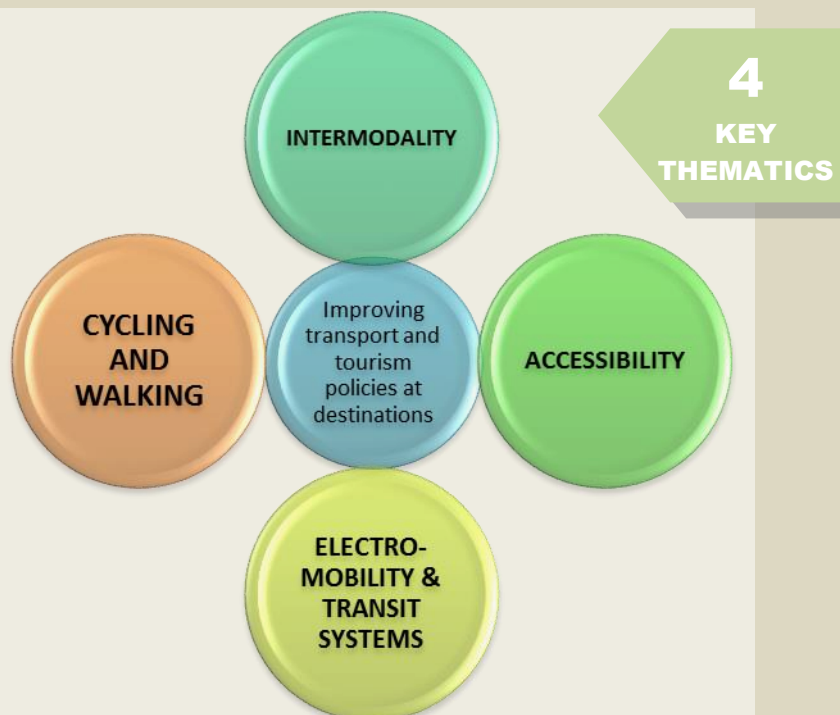 4
KEY
THEMATICS
INTERMODALITY
CYCLING
AND
WALKING
Improving
transport and
tourism
policies at
destinations
ACCESSIBILITY
ELECTRO-
MOBILITY &
TRANSIT
SYSTEMS